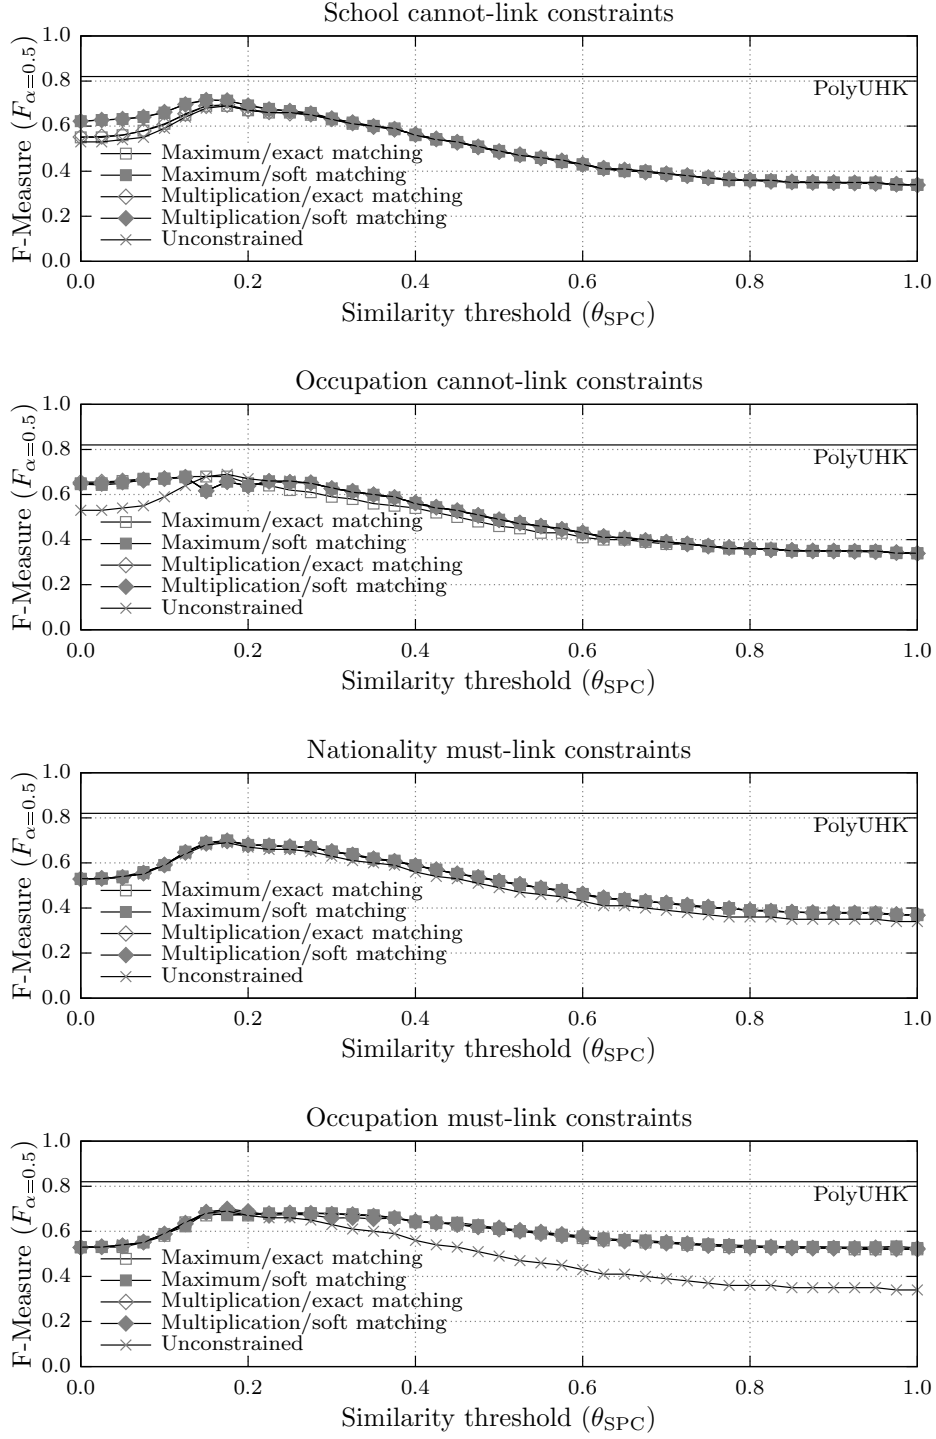 School cannot-link constraints
F-Measure (Fα=0.5)
1.0
0.8
0.6
0.4
0.2
0.0
PolyUHK
Maximum/exact matching
Maximum/soft matching
Multiplication/exact matching
Multiplication/soft matching
Unconstrained
0.0 0.2 0.4 0.6 0.8 1.0
Similarity threshold (θSPC)
Occupation cannot-link constraints
F-Measure (Fα=0.5)
1.0
0.8
0.6
0.4
0.2
0.0
PolyUHK
Maximum/exact matching
Maximum/soft matching
Multiplication/exact matching
Multiplication/soft matching
Unconstrained
0.0 0.2 0.4 0.6 0.8 1.0
Similarity threshold (θSPC)
Nationality must-link constraints
F-Measure (Fα=0.5)
1.0
0.8
0.6
0.4
0.2
0.0
PolyUHK
Maximum/exact matching
Maximum/soft matching
Multiplication/exact matching
Multiplication/soft matching
Unconstrained
0.0 0.2 0.4 0.6 0.8 1.0
Similarity threshold (θSPC)
Occupation must-link constraints
F-Measure (Fα=0.5)
1.0
0.8
0.6
0.4
0.2
0.0
PolyUHK
Maximum/exact matching
Maximum/soft matching
Multiplication/exact matching
Multiplication/soft matching
Unconstrained
0.0 0.2 0.4 0.6 0.8 1.0
Similarity threshold (θSPC)